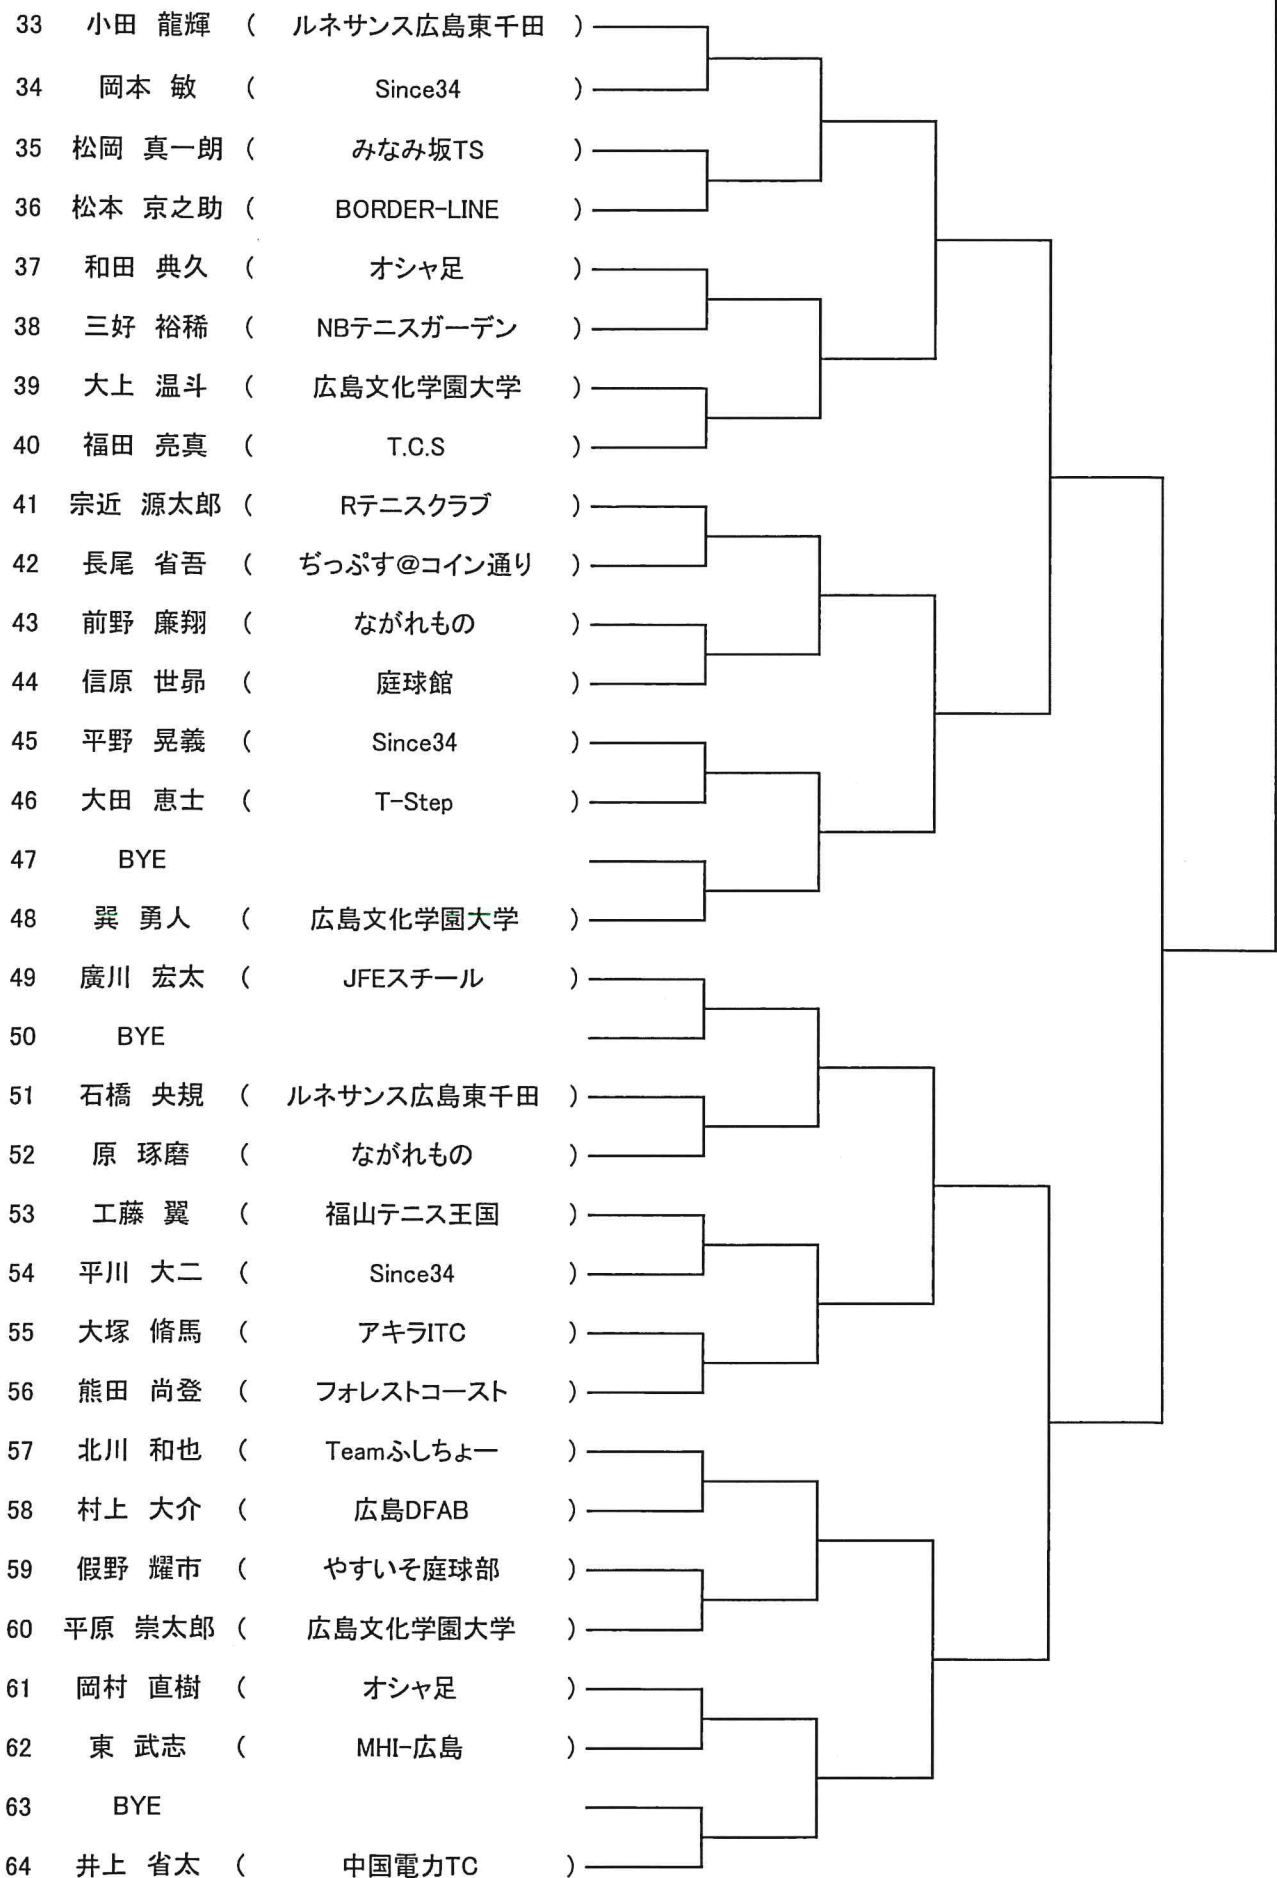 33 小田 龍輝 ( ルネサンス広島東千田 )
34 岡本 敏 ( Since34 )
35 松岡 真一朗 ( みなみ坂TS )
36 松本 京之助 ( BORDER-LINE )
37 和田 典久 ( オシャ足 )
38 三好 裕稀 ( NBテニスガーデン )
39 大上 温斗 ( 広島文化学園大学 )
40 福田 亮真 ( T.C.S )
41 宗近 源太郎 ( Rテニスクラブ )
42 長尾 省吾 ( ぢっぷす@コイン通り )
43 前野 廉翔 ( ながれもの )
44 信原 世昴 ( 庭球館 )
45 平野 晃義 ( Since34 )
46 大田 恵士 ( T-Step )
47 BYE
48 巽 勇人 ( 広島文化学園大学 )
49 廣川 宏太 ( JFEスチール )
50 BYE
51 石橋 央規 ( ルネサンス広島東千田 )
52 原 琢磨 ( ながれもの )
53 工藤 翼 ( 福山テニス王国 )
54 平川 大二 ( Since34 )
55 大塚 脩馬 ( アキラITC )
56 熊田 尚登 ( フォレストコースト )
57 北川 和也 ( Teamふしちょー )
58 村上 大介 ( 広島DFAB )
59 假野 耀市 ( やすいそ庭球部 )
60 平原 崇太郎 ( 広島文化学園大学 )
61 岡村 直樹 ( オシャ足 )
62 東 武志 ( MHI-広島 )
63 BYE
64 井上 省太 ( 中国電力TC )